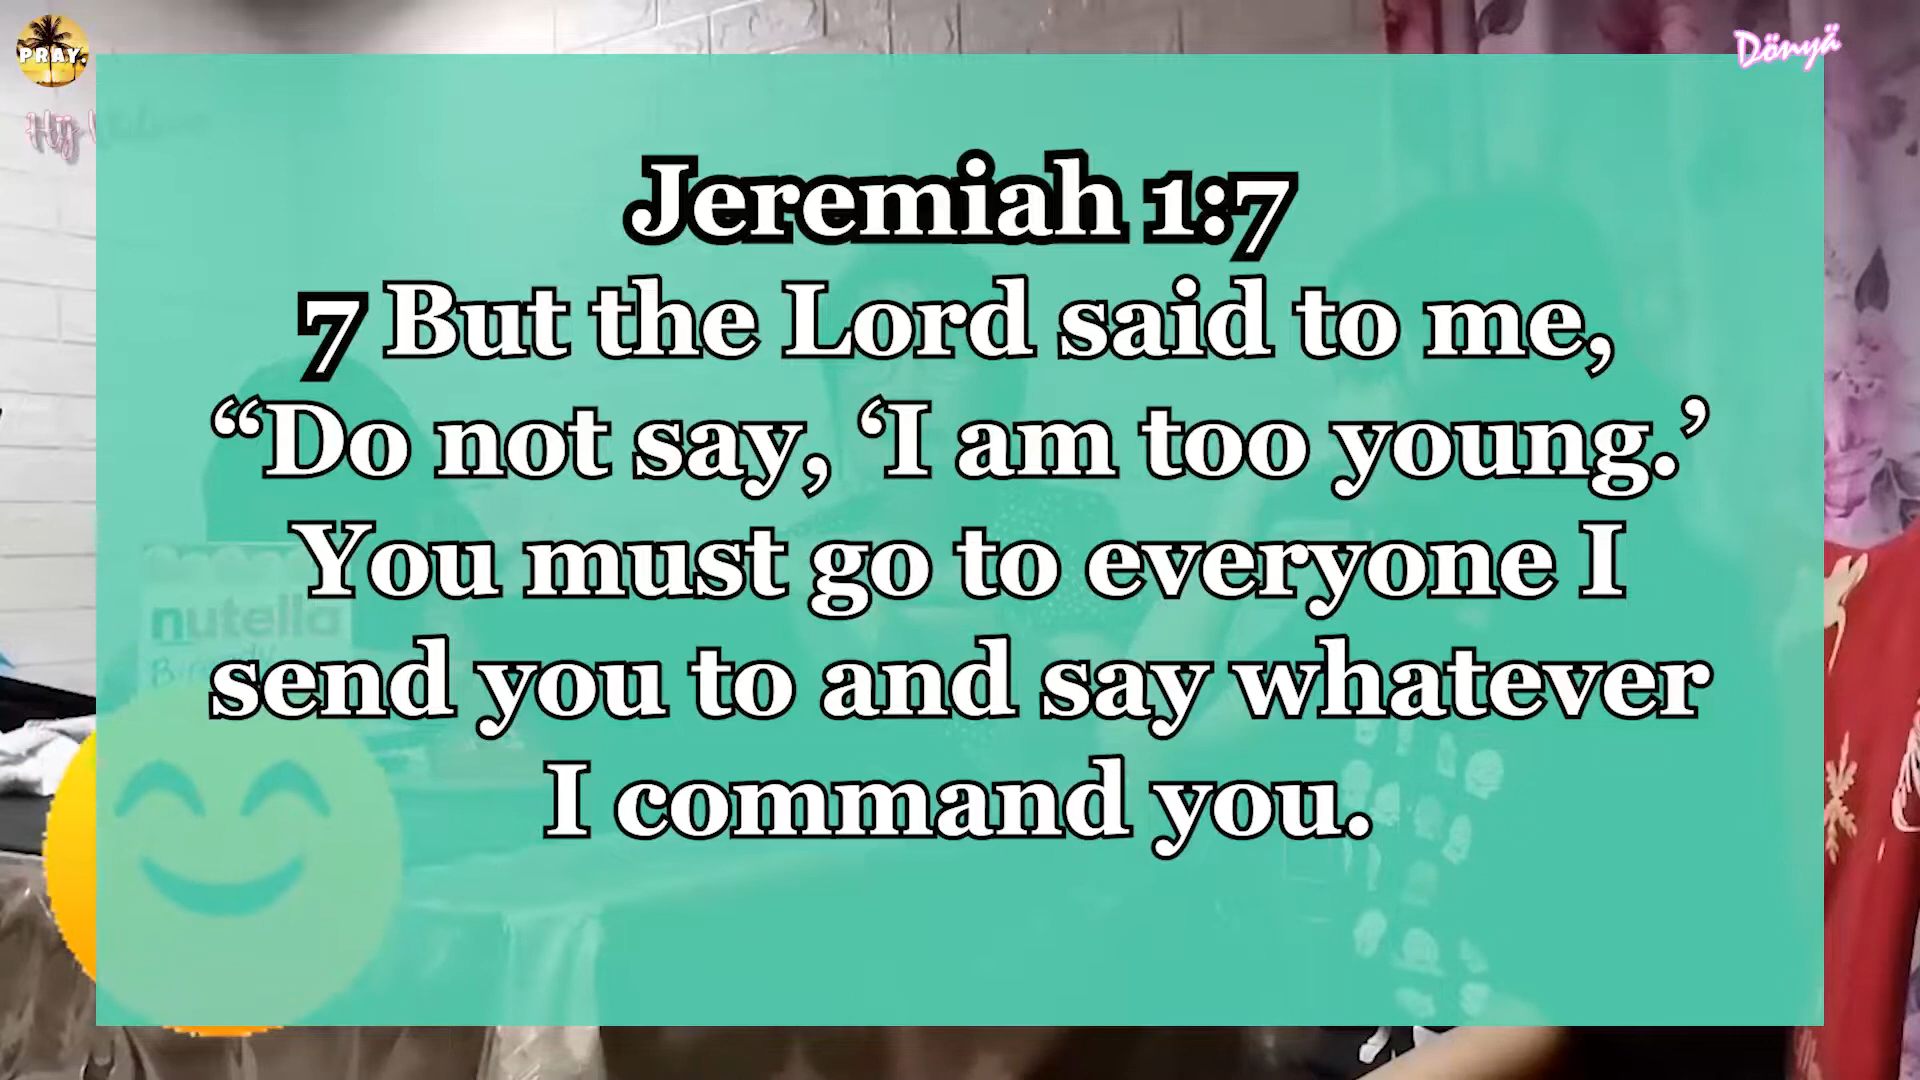 PRAY.
Dönyä
Hij
Jeremiah 1:7
7 But the Lord said to me,
“Do not say, ‘I am too young.’
You must go to everyone I
nutella
send you to and say whatever
I command you.